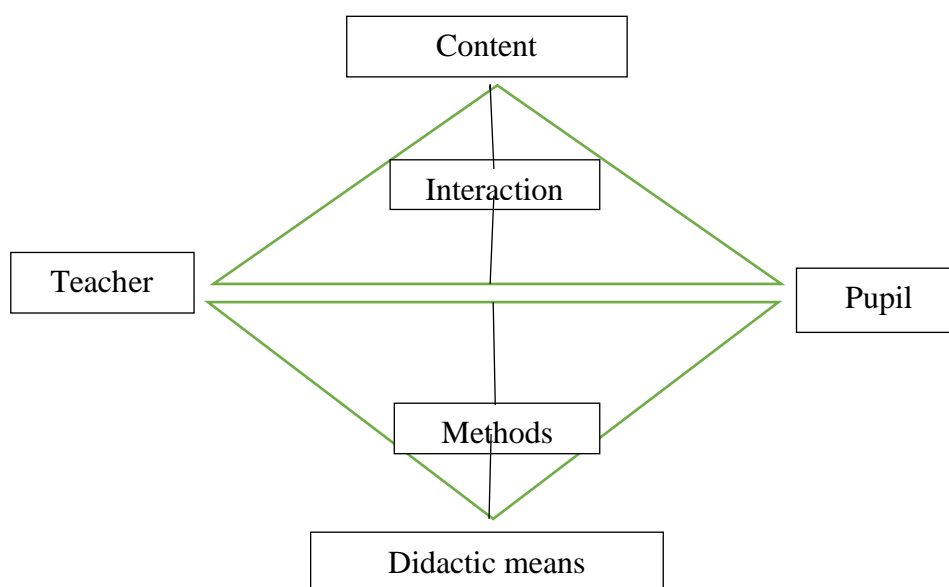 Content
Interaction
Teacher
Pupil
Methods
Didactic means